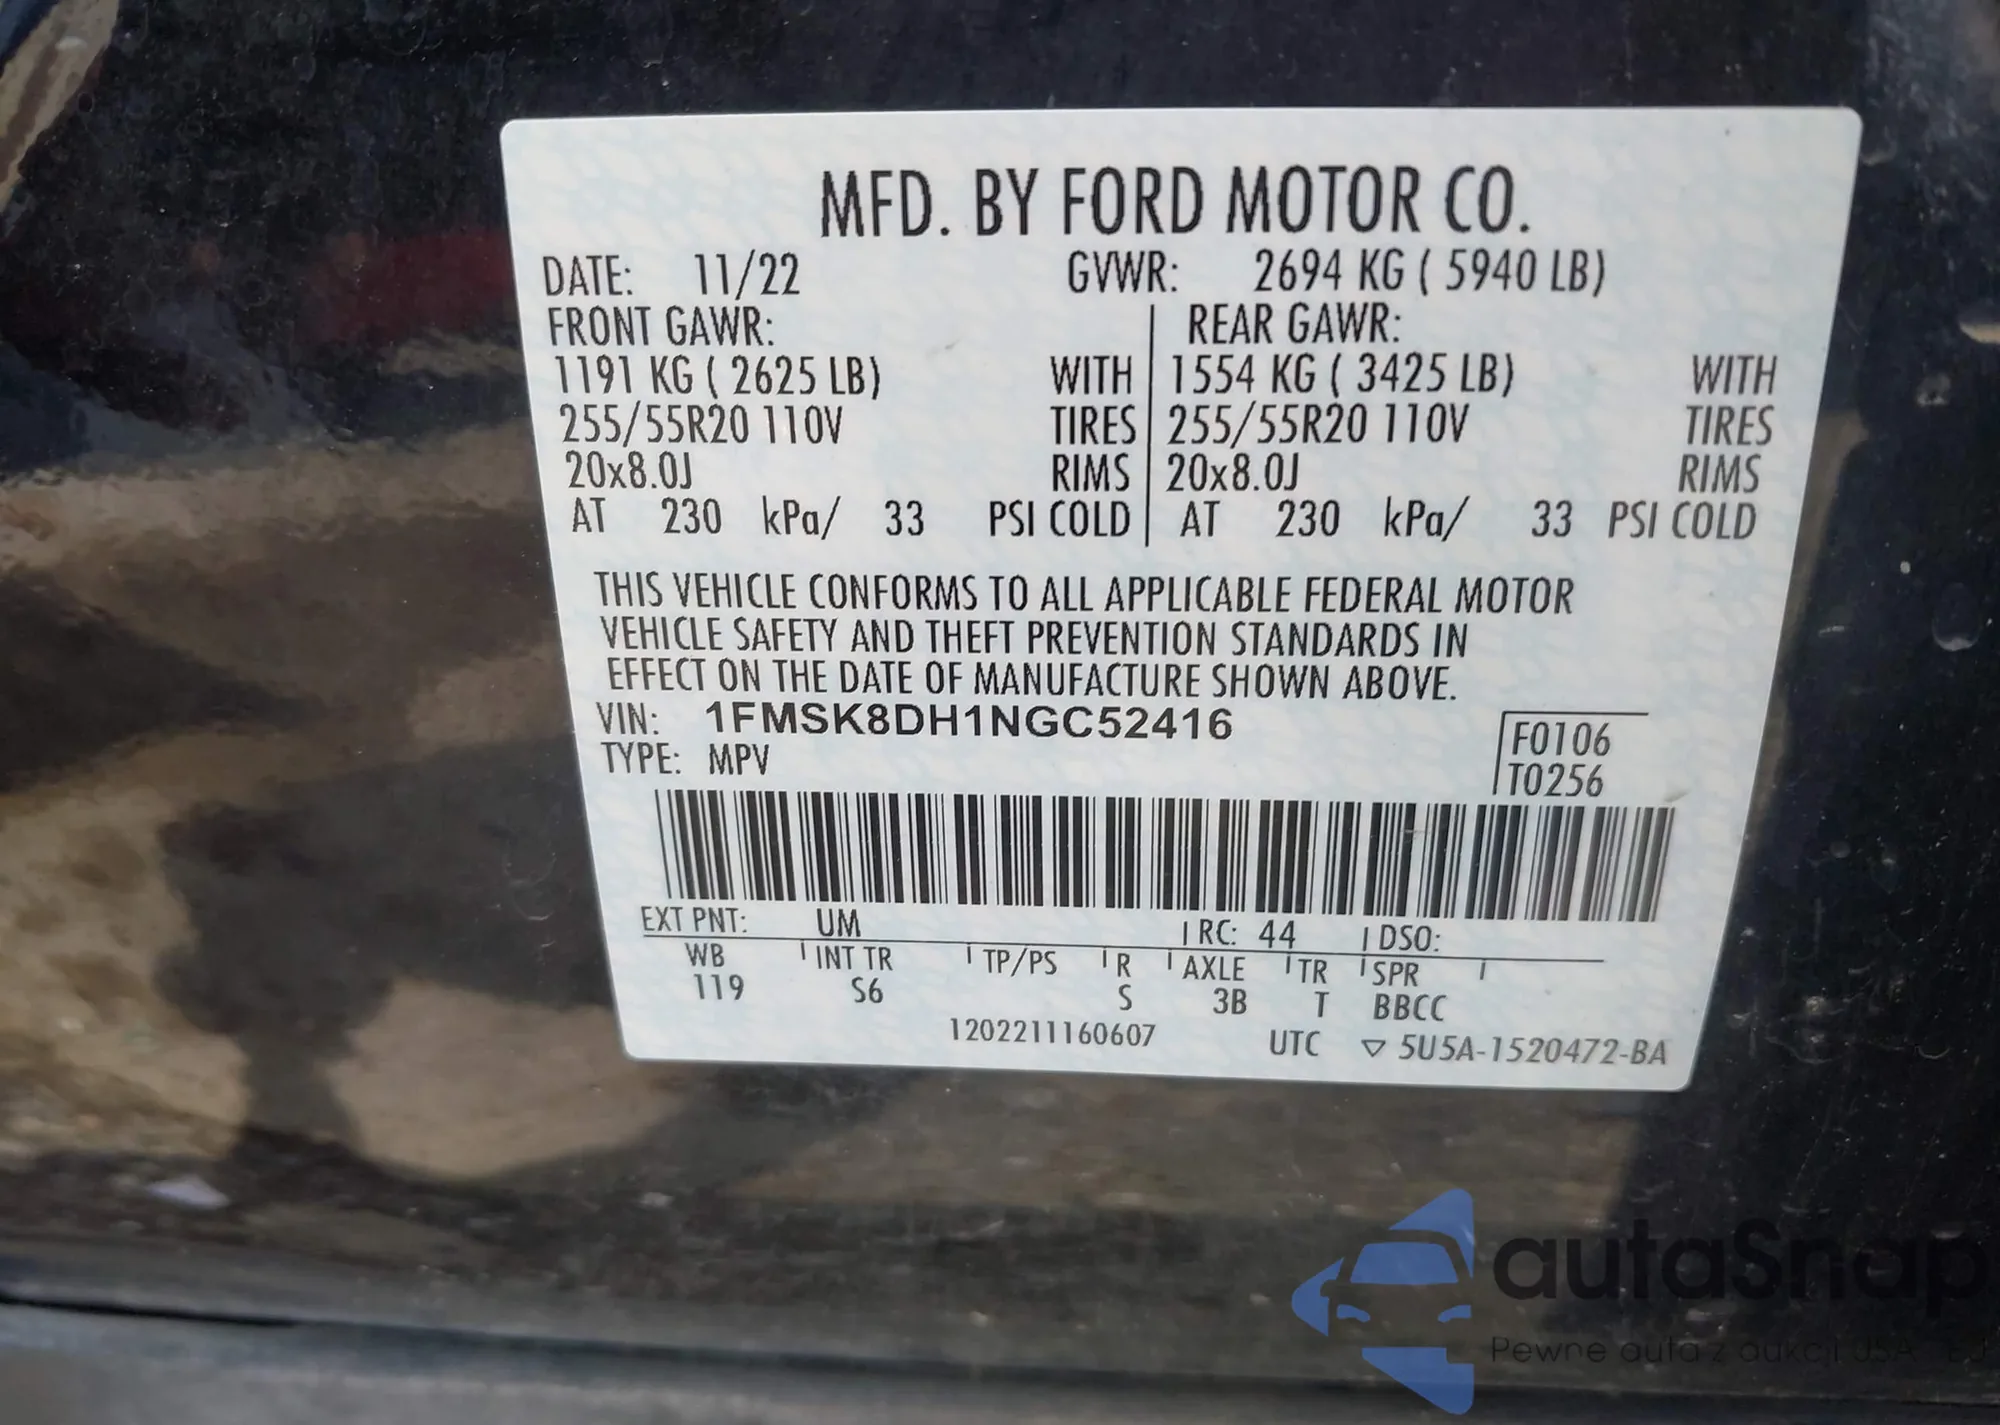 MFD. BY FORD MOTOR CO.
DATE: 11/22 GVWR: 2694 KG ( 5940 LB)
FRONT GAWR: REAR GAWR:
1191 KG ( 2625 LB) WITH 1554 KG ( 3425 LB) WITH
255/55R20 110V TIRES 255/55R20 110V TIRES
20x8.0J RIMS 20x8.0J RIMS
AT 230 kPa/ 33 PSI COLD AT 230 kPa/ 33 PSI COLD
THIS VEHICLE CONFORMS TO ALL APPLICABLE FEDERAL MOTOR
VEHICLE SAFETY AND THEFT PREVENTION STANDARDS IN
EFFECT ON THE DATE OF MANUFACTURE SHOWN ABOVE.
VIN: 1FMSK8DH1NGC52416
TYPE: MPV
F0106
T0256
EXT PNT: UM RC: 44 DSO:
WB INT TR TP/PS R AXLE TR SPR
119 S6 S 3B T BBCC
1202211160607 UTC ▽ 5U5A-1520472-BA
autaSnap
Pewne auta z aukcji USA